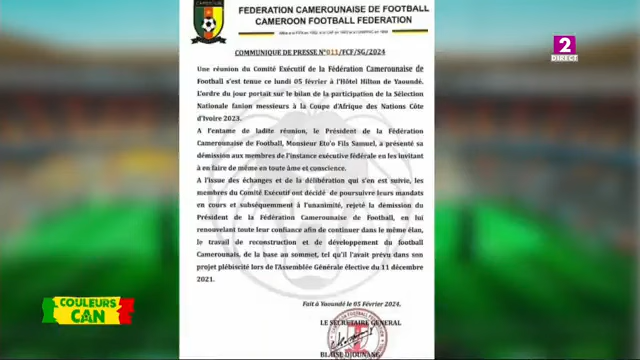 FEDERATION CAMEROUNAISE DE FOOTBALL
CAMEROON FOOTBALL FEDERATION
COMMUNIQUE DE PRESSE N°011/FCF/SG/2024
Une réunion du Comité Exécutif de la Fédération Camerounaise de
Football s'est tenue ce lundi 05 février à l'Hôtel Hilton de Yaoundé.
L'ordre du jour portait sur le bilan de la participation de la Sélection
Nationale fanion messieurs à la Coupe d'Afrique des Nations Côte
d'Ivoire 2023.
A l'entame de ladite réunion, le Président de la Fédération
Camerounaise de Football, Monsieur Eto'o Fils Samuel, a présenté sa
démission aux membres de l'instance exécutive fédérale en les invitant
à en faire de même en toute âme et conscience.
A l'issue des échanges et de la délibération qui s'en est suivie, les
membres du Comité Exécutif ont décidé de poursuivre leurs mandats
en cours et subséquemment à l'unanimité, rejeté la démission du
Président de la Fédération Camerounaise de Football, en lui
renouvelant toute leur confiance afin de continuer dans le même élan,
le travail de reconstruction et de développement du football
Camerounais, de la base au sommet, tel qu'il l'avait prévu dans son
projet plébiscité lors de l'Assemblée Générale élective du 11 décembre
2021.
Fait à Yaoundé le 05 Février 2024.
LE SECRETAIRE GENERAL
BLAISE DJOUNANG
2
DIRECT
COULEURS
CAN